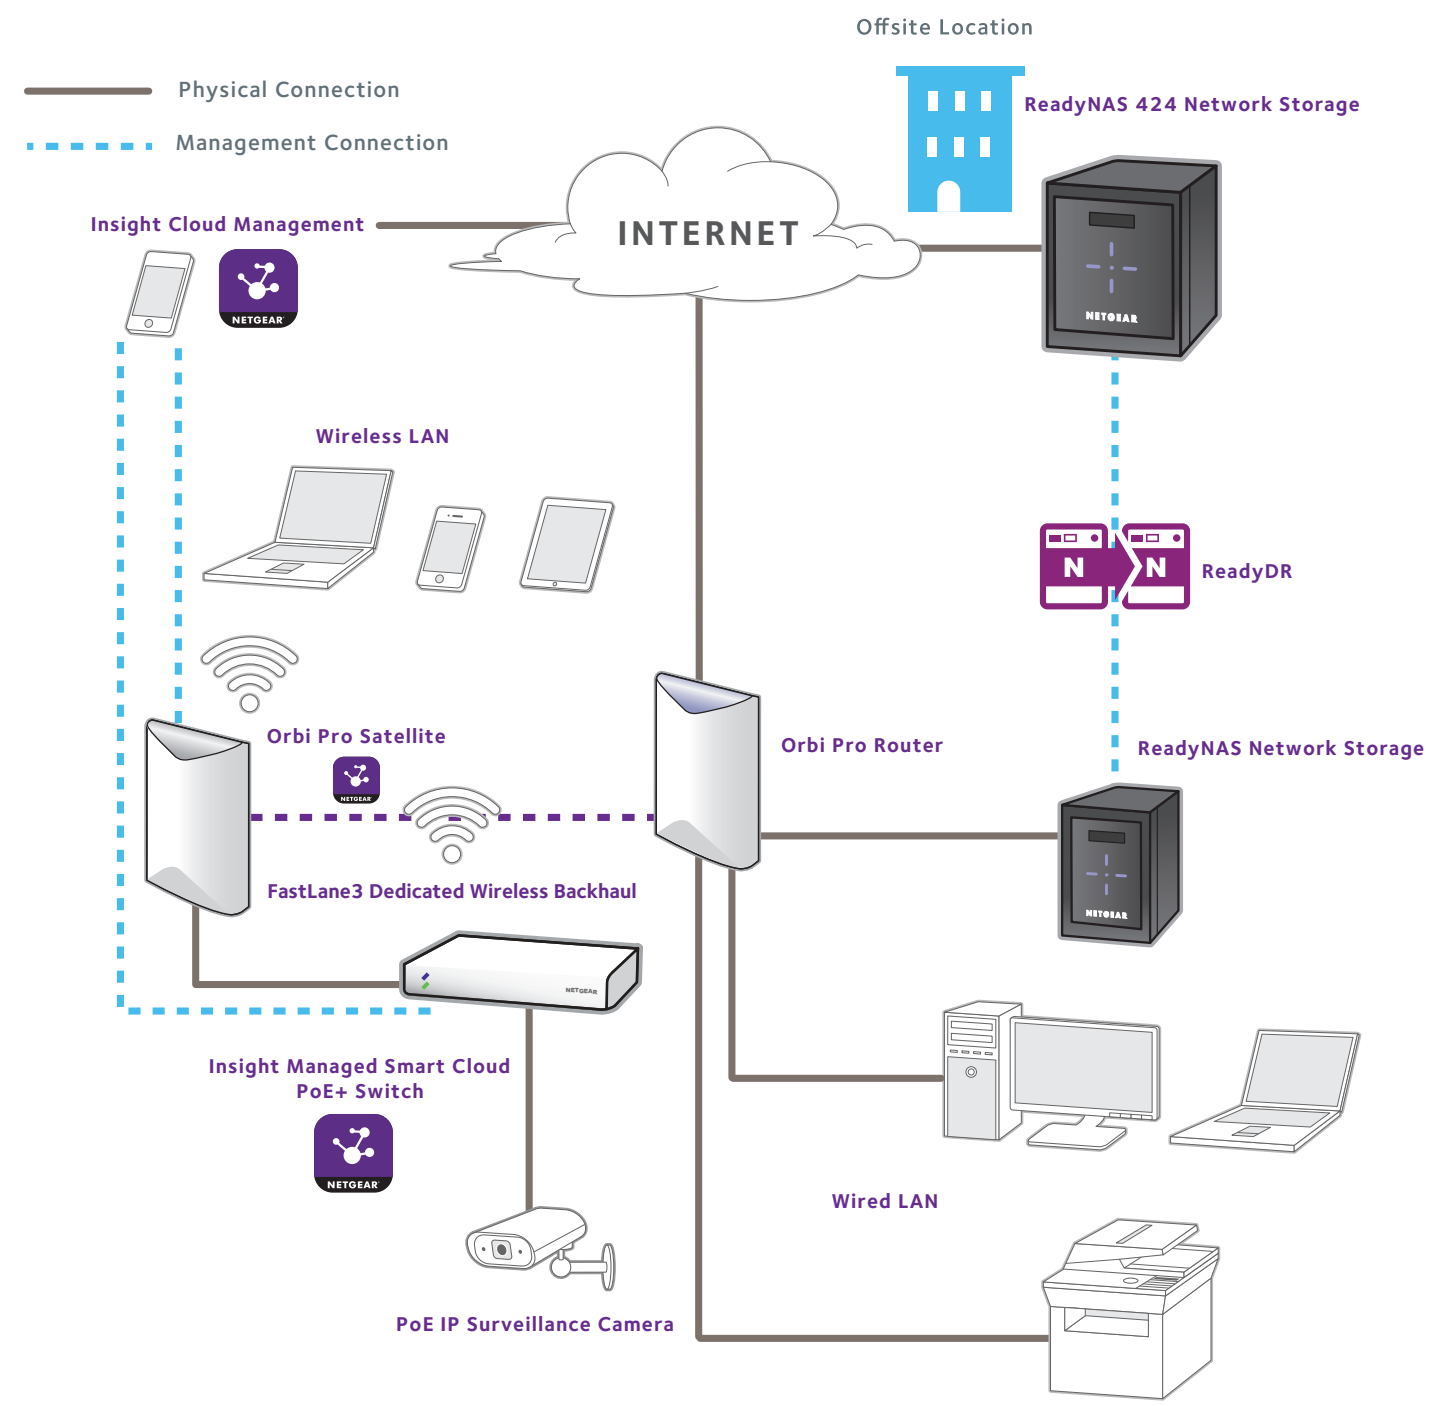 Offsite Location
Physical Connection
ReadyNAS 424 Network Storage
Management Connection
Insight Cloud Management
INTERNET
NETGEAR
NETGEAR
Wireless LAN
N
N
ReadyDR
Orbi Pro Satellite
Orbi Pro Router
ReadyNAS Network Storage
NETGEAR
FastLane3 Dedicated Wireless Backhaul
NETGEAR
NETGEAR
Insight Managed Smart Cloud
PoE+ Switch
NETGEAR
Wired LAN
PoE IP Surveillance Camera